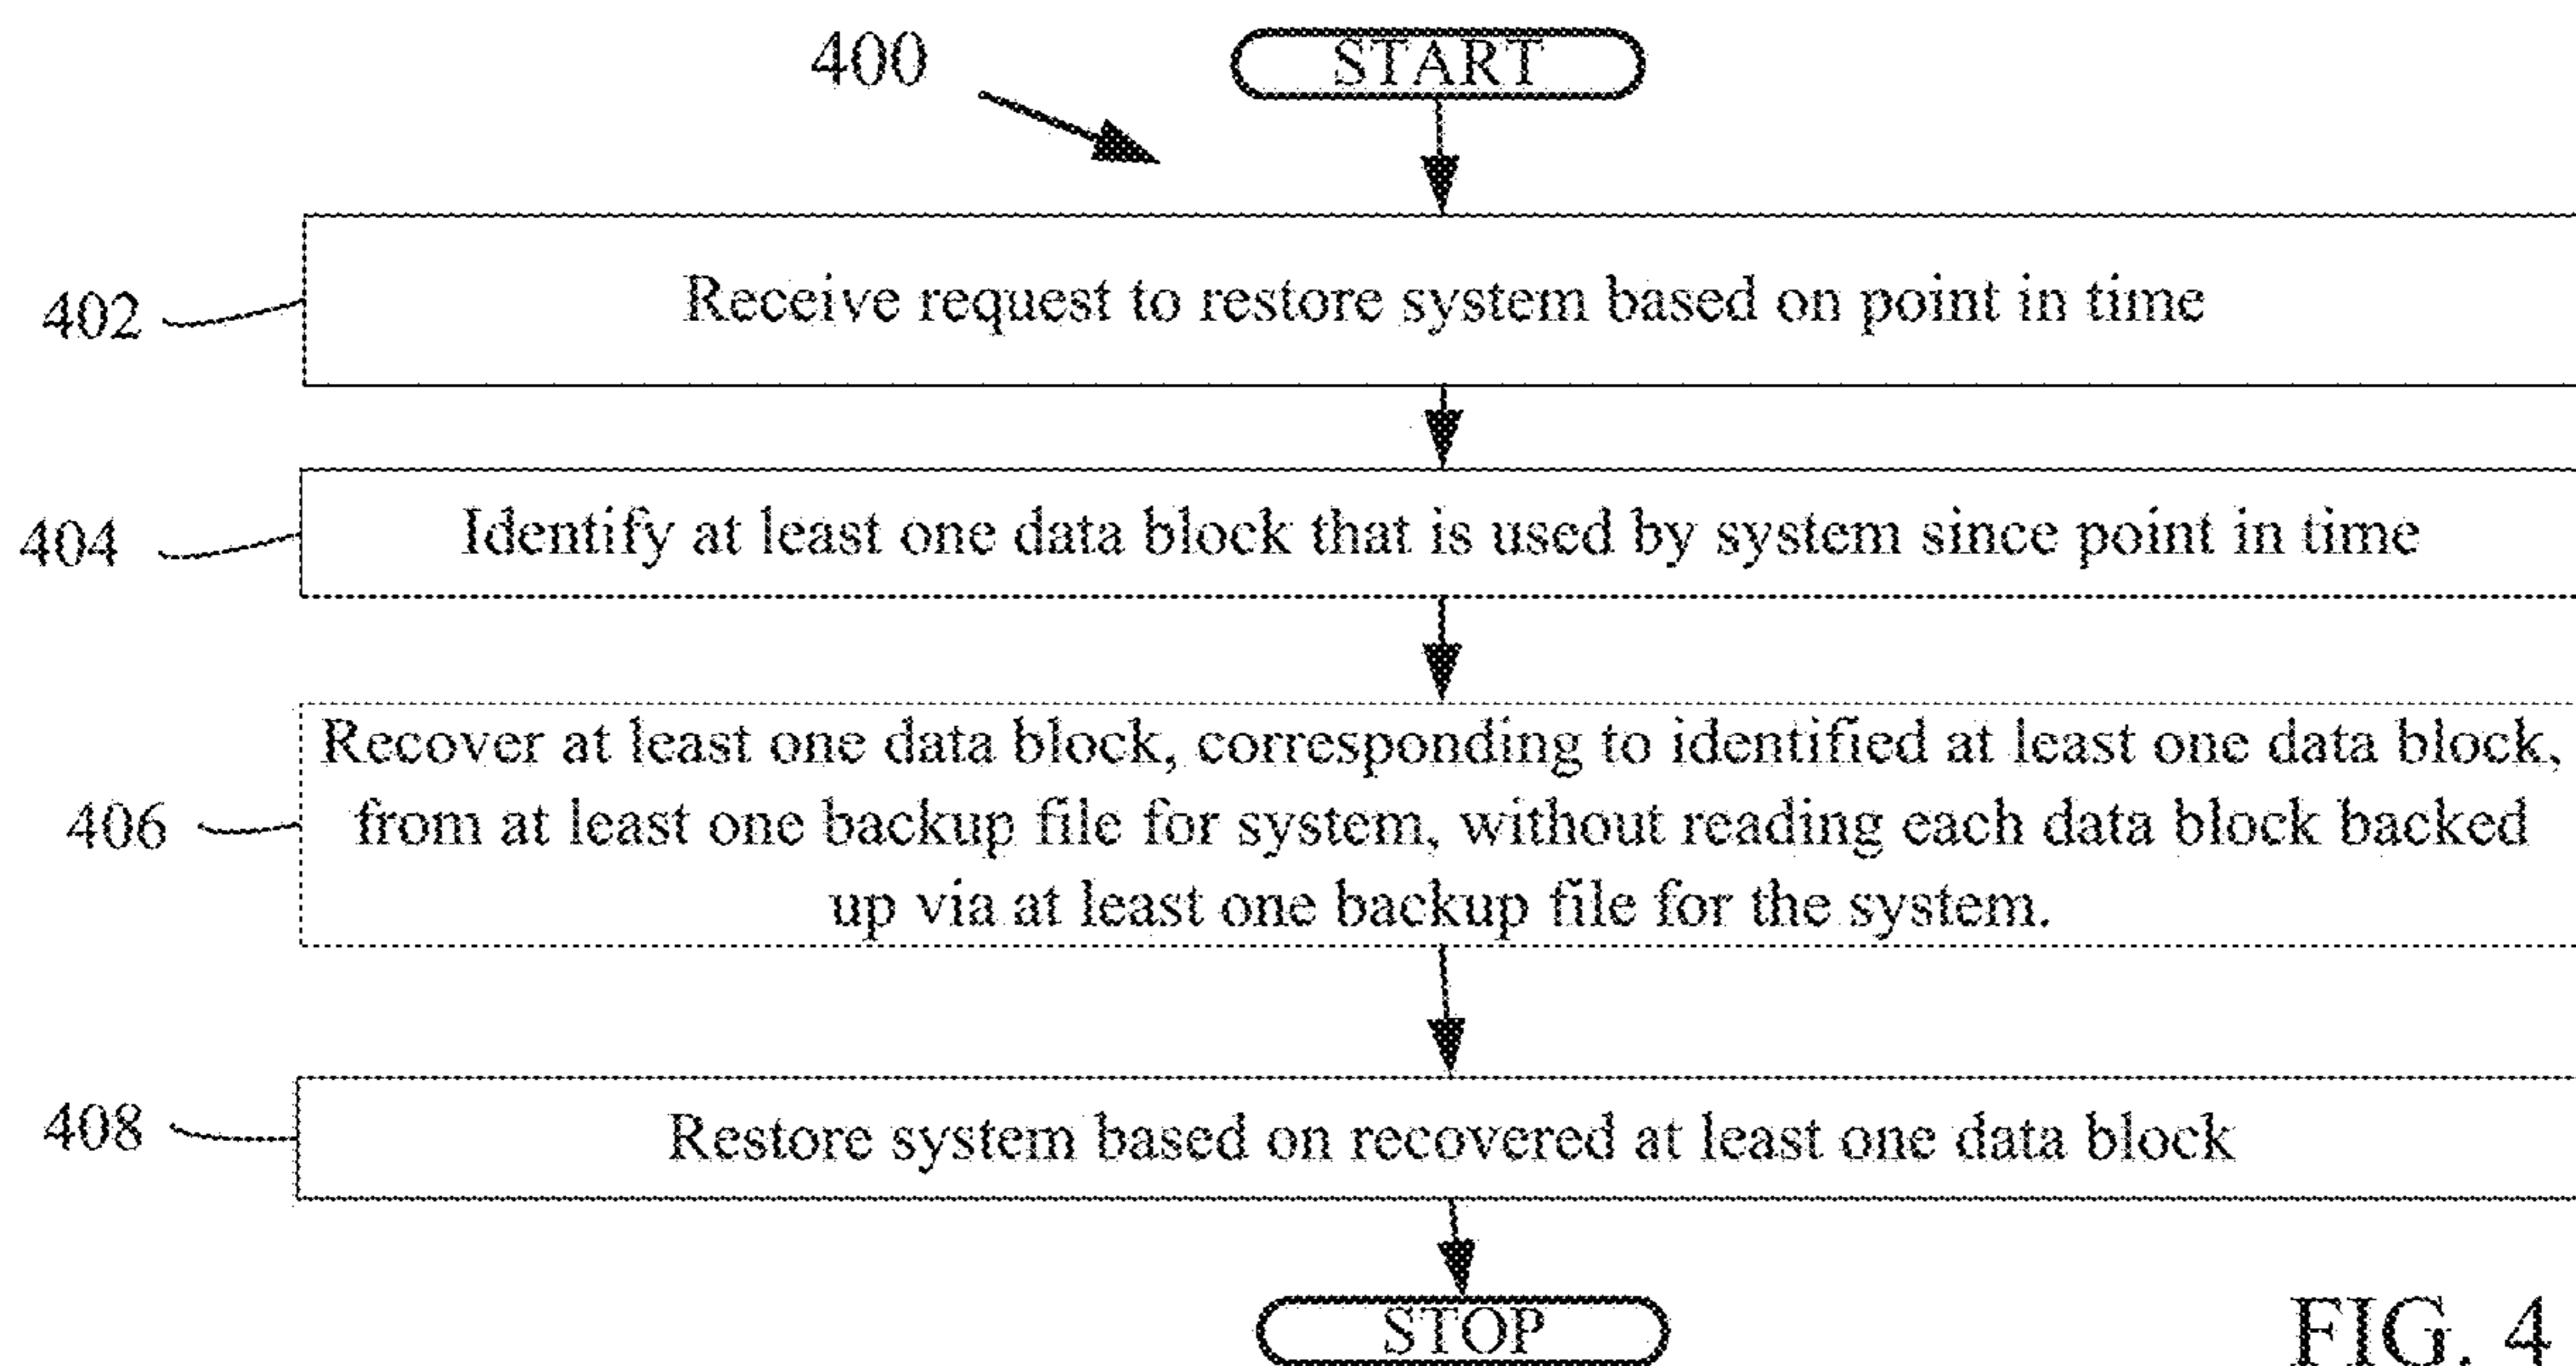 400
START
402
Receive request to restore system based on point in time
404
Identify at least one data block that is used by system since point in time
406
Recover at least one data block, corresponding to identified at least one data block,
from at least one backup file for system, without reading each data block backed
up via at least one backup file for the system.
408
Restore system based on recovered at least one data block
STOP
FIG. 4